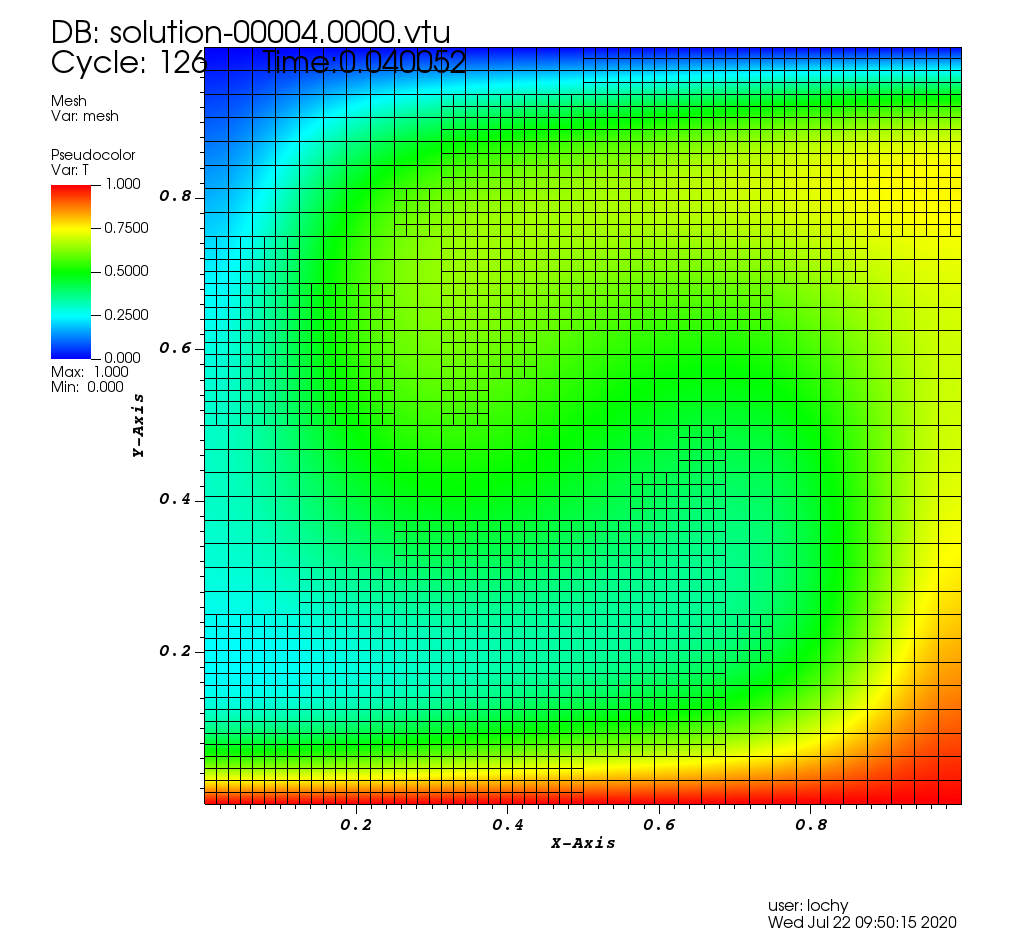 DB: solution-00004.0000.vtu
Cycle: 126 Time:0.040052
Mesh
Var: mesh
Pseudocolor
Var: T
1.000
0.7500
0.5000
0.2500
0.000
Max: 1.000
Min: 0.000
Y-Axis
0.8
0.6
0.4
0.2
0.2 0.4 0.6 0.8
X-Axis
user: lochy
Wed Jul 22 09:50:15 2020